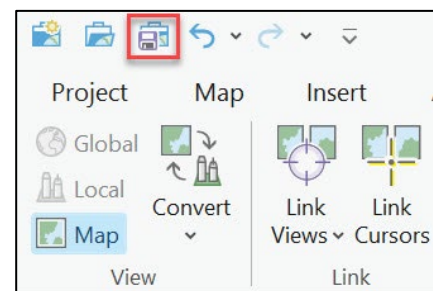 Project Map Insert
Global
Local
Map
Convert
Link Views
Link Cursors
View Link